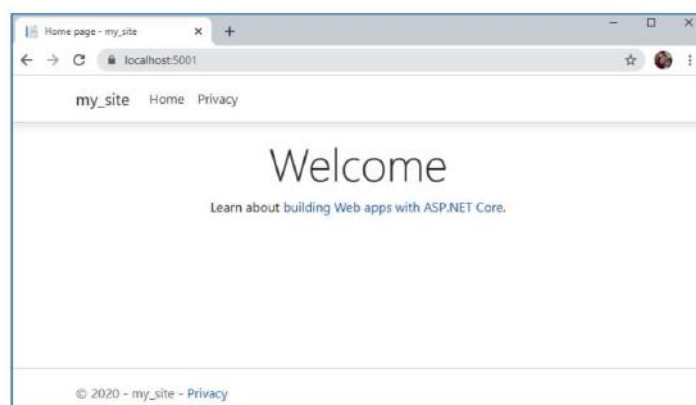 Home page - my_site
localhost:5001
my_site Home Privacy
Welcome
Learn about building Web apps with ASP.NET Core.
© 2020 - my_site - Privacy